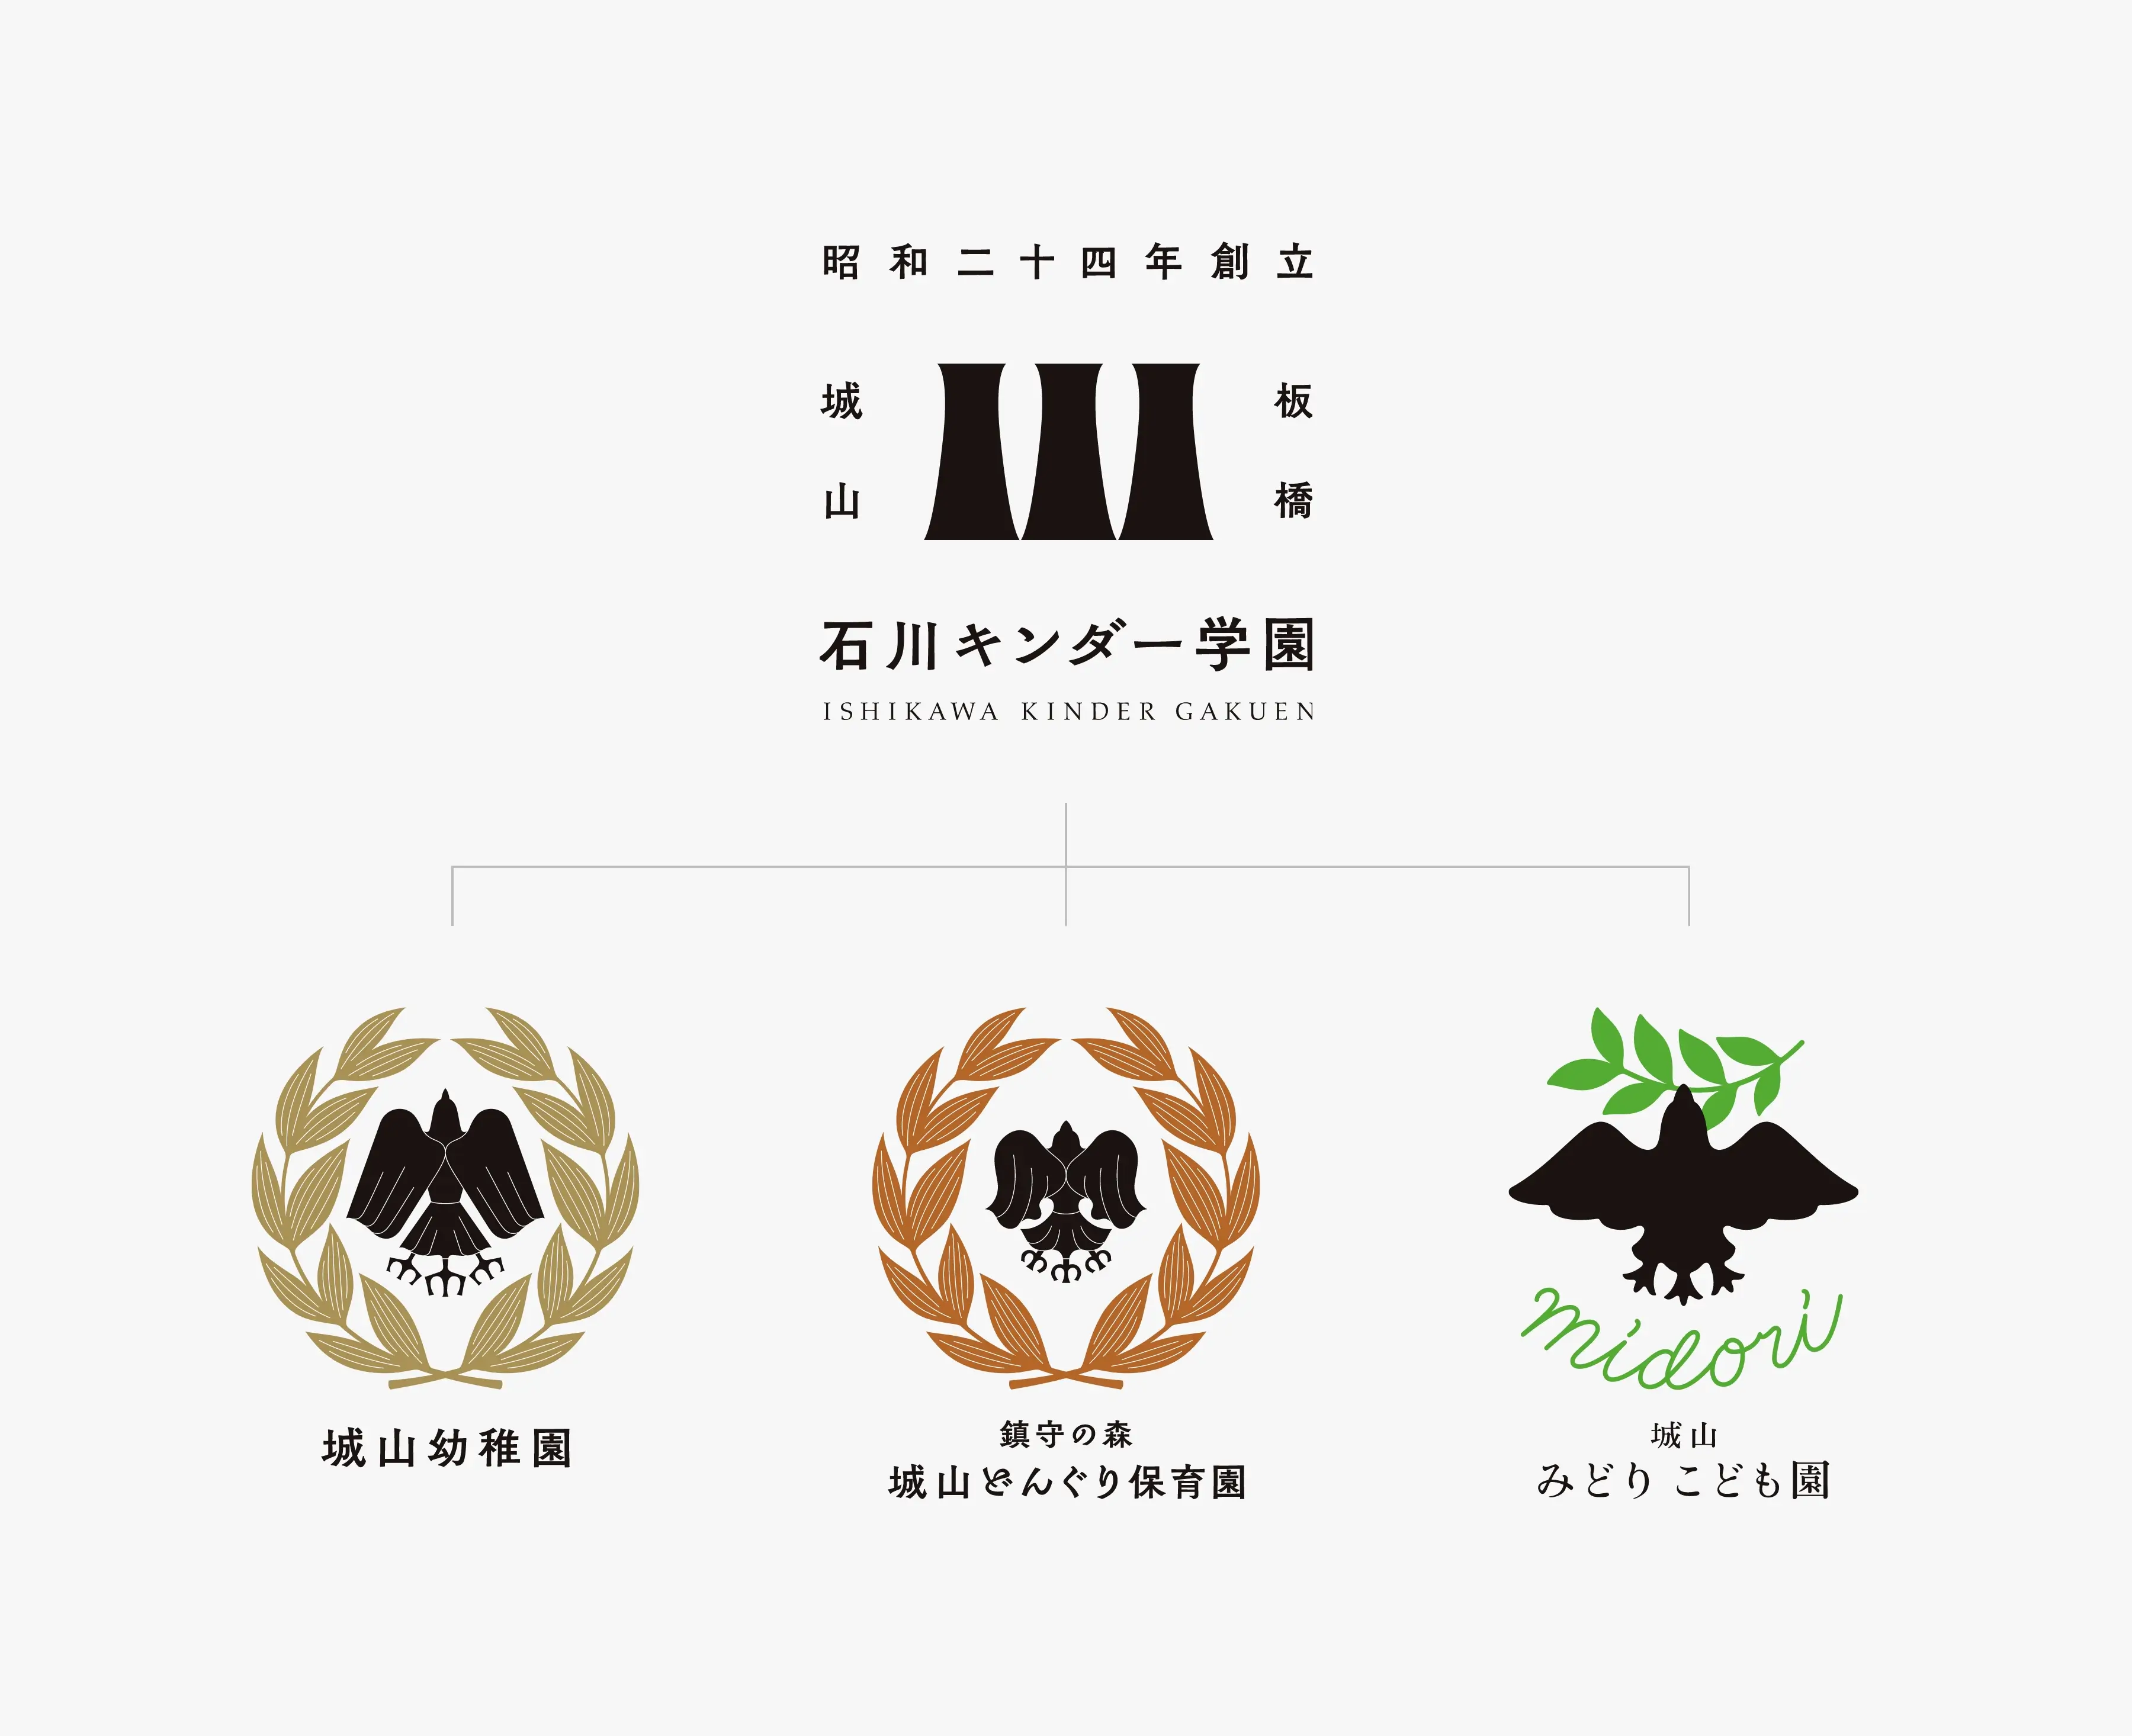 昭和二十四年創立
城山
板橋
石川キンダー学園
ISHIKAWA KINDER GAKUEN
midori
城山幼稚園
鎮守の森
城山どんぐり保育園
城山
みどりこども園